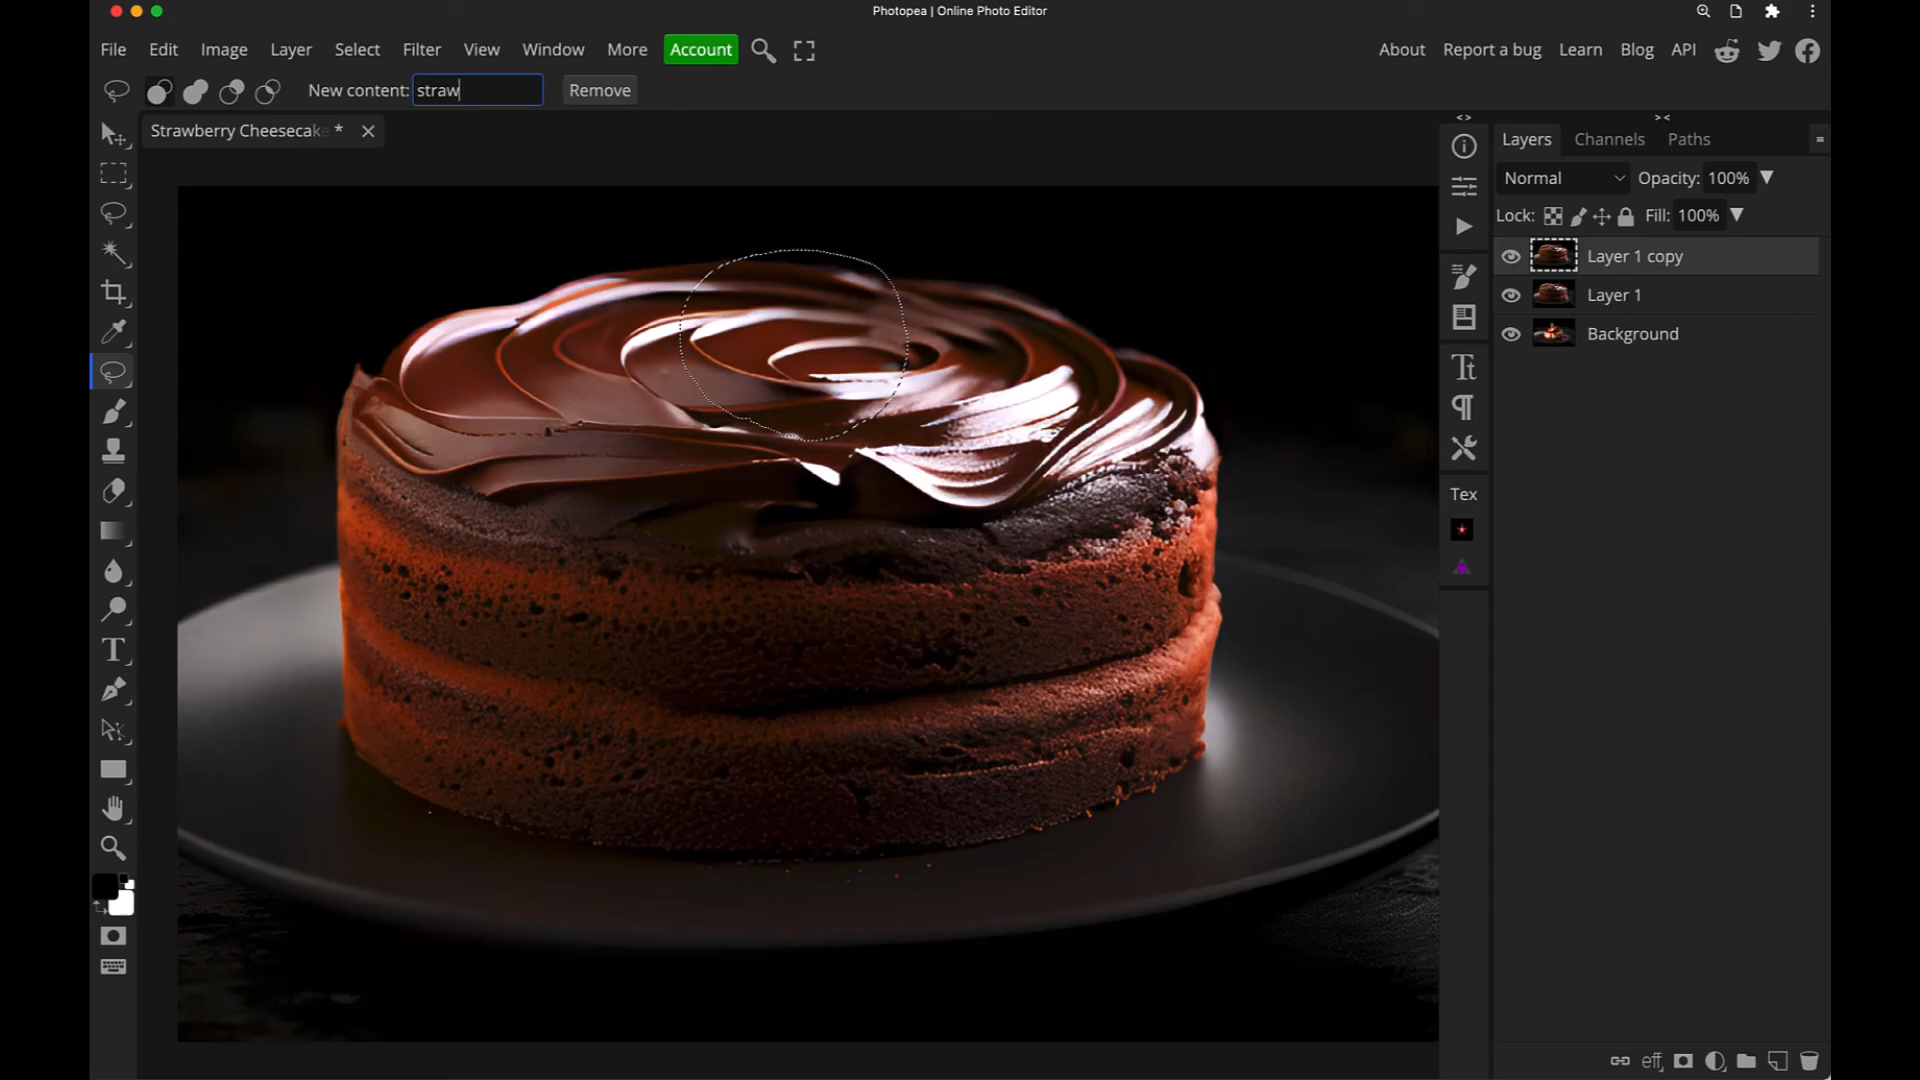 Photopea | Online Photo Editor
File Edit Image Layer Select Filter View Window More Account About Report a bug Learn Blog API
New content: straw Remove
Strawberry Cheesecake *
Layers Channels Paths
Normal Opacity: 100%
Lock: Fill: 100%
Layer 1 copy
Layer 1
Background
Tex
eff